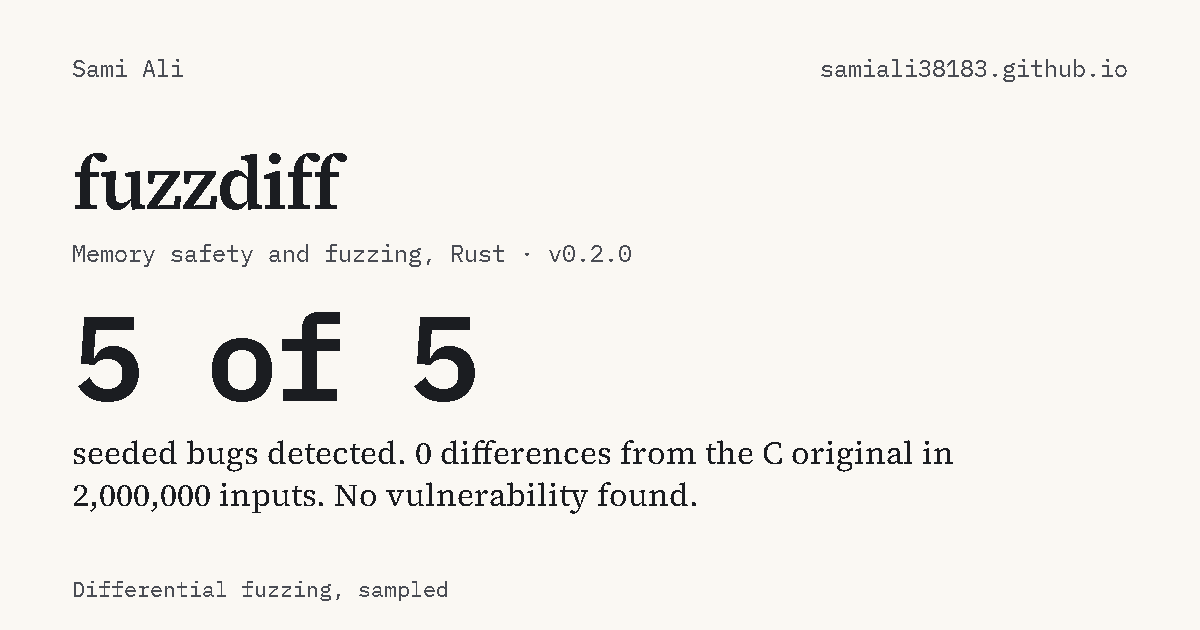 Sami Ali
samiali38183.github.io
fuzzdiff
Memory safety and fuzzing, Rust · v0.2.0
5 of 5
seeded bugs detected. 0 differences from the C original in
2,000,000 inputs. No vulnerability found.
Differential fuzzing, sampled